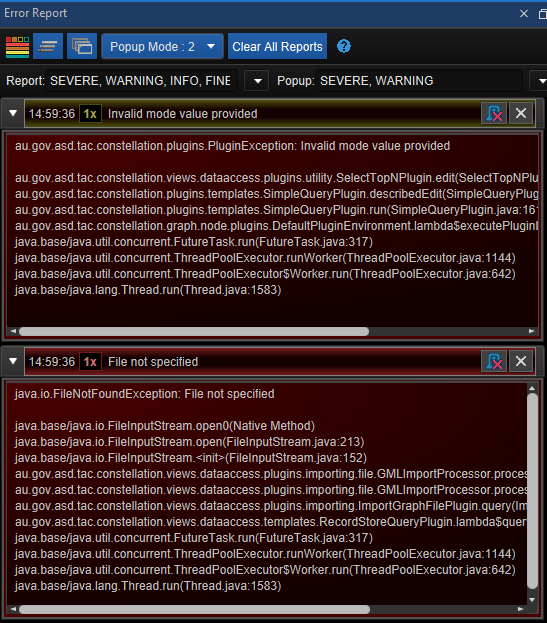 Error Report
Popup Mode : 2
Clear All Reports
?
Report: SEVERE, WARNING, INFO, FINE
Popup: SEVERE, WARNING
14:59:36 1x Invalid mode value provided
au.gov.asd.tac.constellation.plugins.PluginException: Invalid mode value provided
au.gov.asd.tac.constellation.views.dataaccess.plugins.utility.SelectTopNPlugin.edit(SelectTopNPlu
au.gov.asd.tac.constellation.plugins.templates.SimpleQueryPlugin.describedEdit(SimpleQueryPlug
au.gov.asd.tac.constellation.plugins.templates.SimpleQueryPlugin.run(SimpleQueryPlugin.java:161
au.gov.asd.tac.constellation.graph.node.plugins.DefaultPluginEnvironment.lambda$executePluginE
java.base/java.util.concurrent.FutureTask.run(FutureTask.java:317)
java.base/java.util.concurrent.ThreadPoolExecutor.runWorker(ThreadPoolExecutor.java:1144)
java.base/java.util.concurrent.ThreadPoolExecutor$Worker.run(ThreadPoolExecutor.java:642)
java.base/java.lang.Thread.run(Thread.java:1583)
14:59:36 1x File not specified
java.io.FileNotFoundException: File not specified
java.base/java.io.FileInputStream.open0(Native Method)
java.base/java.io.FileInputStream.open(FileInputStream.java:213)
java.base/java.io.FileInputStream.<init>(FileInputStream.java:152)
au.gov.asd.tac.constellation.views.dataaccess.plugins.importing.file.GMLImportProcessor.proces
au.gov.asd.tac.constellation.views.dataaccess.plugins.importing.file.GMLImportProcessor.proces
au.gov.asd.tac.constellation.views.dataaccess.plugins.importing.ImportGraphFilePlugin.query(Im
au.gov.asd.tac.constellation.views.dataaccess.templates.RecordStoreQueryPlugin.lambda$quer
java.base/java.util.concurrent.FutureTask.run(FutureTask.java:317)
java.base/java.util.concurrent.ThreadPoolExecutor.runWorker(ThreadPoolExecutor.java:1144)
java.base/java.util.concurrent.ThreadPoolExecutor$Worker.run(ThreadPoolExecutor.java:642)
java.base/java.lang.Thread.run(Thread.java:1583)